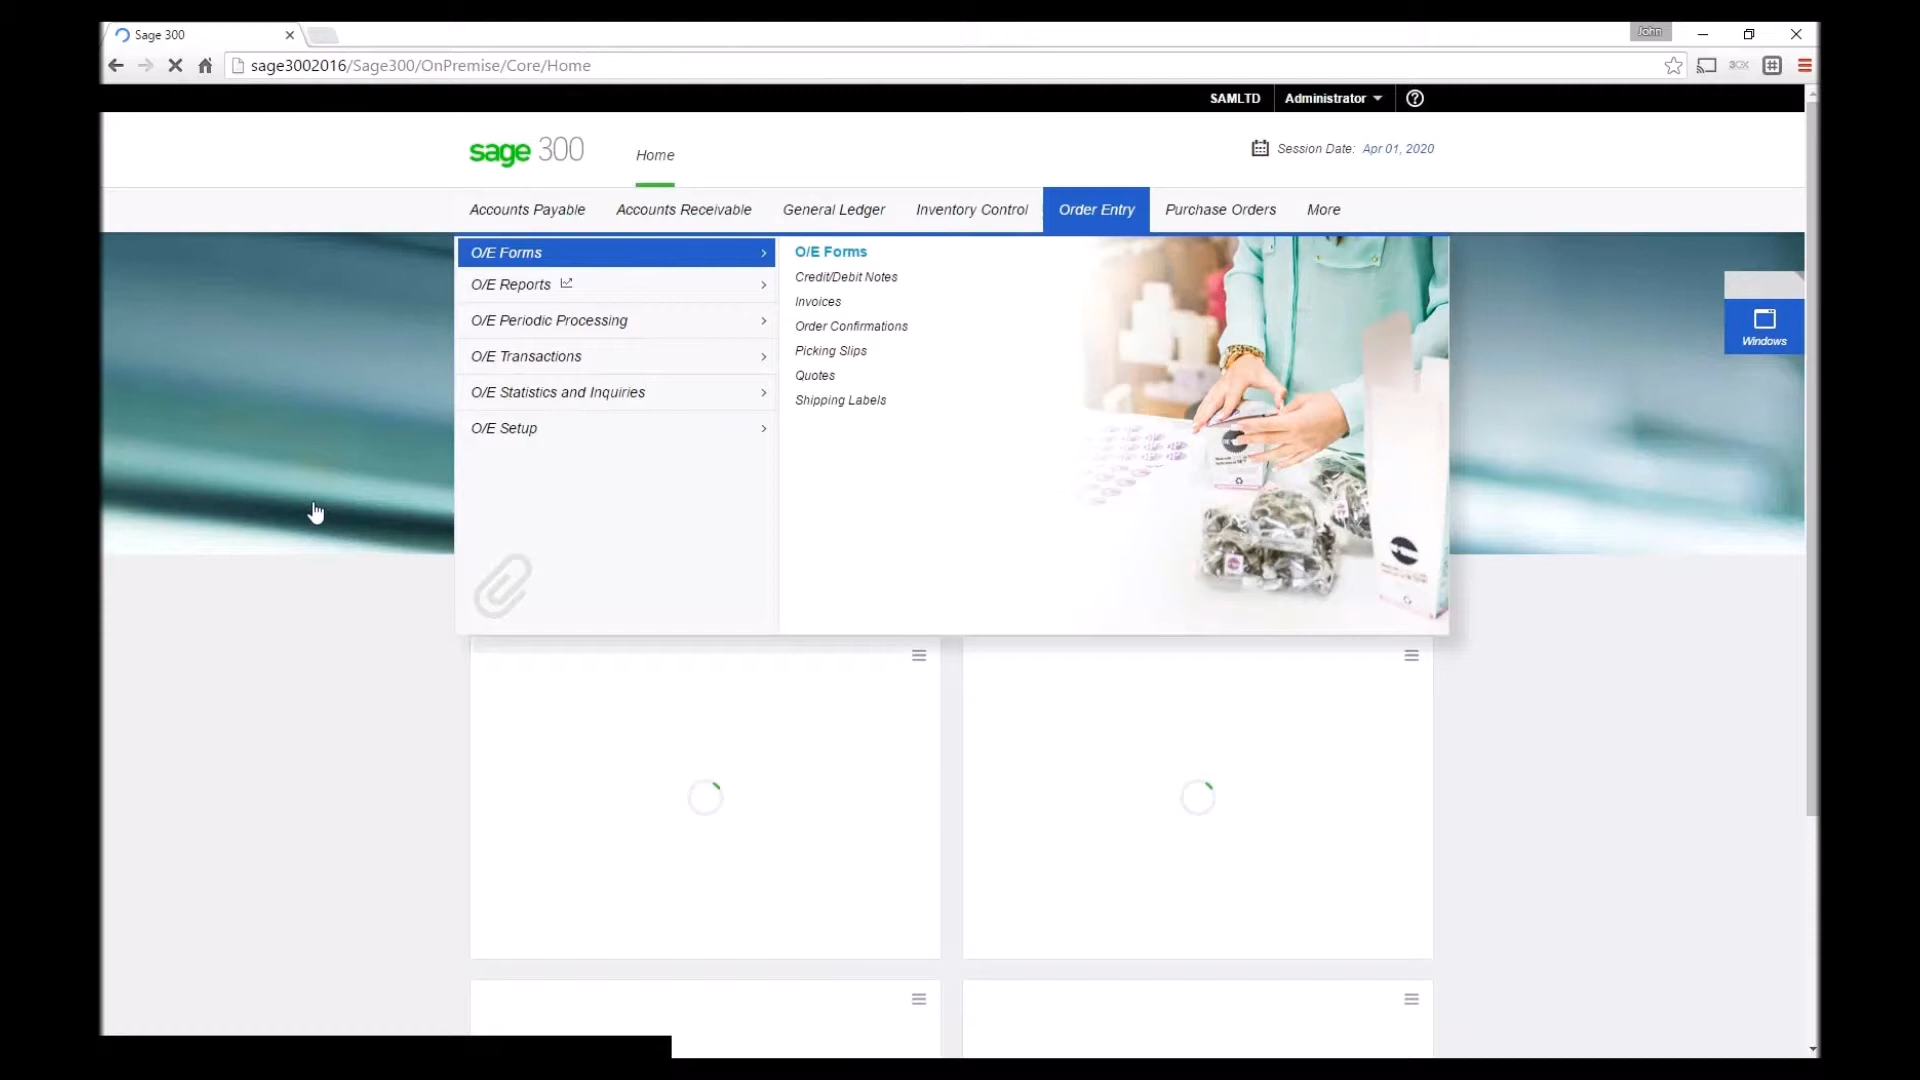 Sage 300
John
sage3002016/Sage300/OnPremise/Core/Home
SAMLTD Administrator
sage 300 Home
Session Date: Apr 01, 2020
Accounts Payable Accounts Receivable General Ledger Inventory Control Order Entry Purchase Orders More
O/E Forms
O/E Reports
O/E Periodic Processing
O/E Transactions
O/E Statistics and Inquiries
O/E Setup
O/E Forms
Credit/Debit Notes
Invoices
Order Confirmations
Picking Slips
Quotes
Shipping Labels
Windows